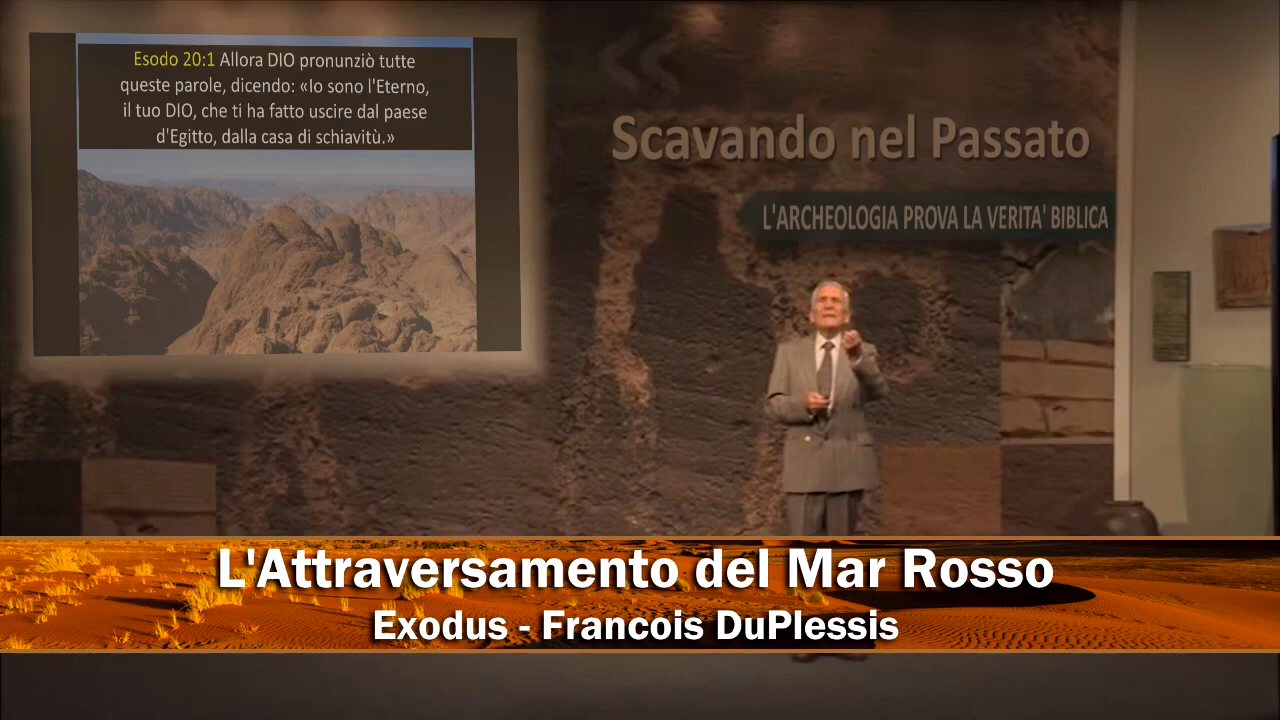 Esodo 20:1 Allora DIO pronunziò tutte
queste parole, dicendo: «Io sono l'Eterno,
il tuo DIO, che ti ha fatto uscire dal paese
d'Egitto, dalla casa di schiavitù.»
Scavando nel Passato
L'ARCHEOLOGIA PROVA LA VERITA' BIBLICA
L'Attraversamento del Mar Rosso
Exodus - Francois DuPlessis